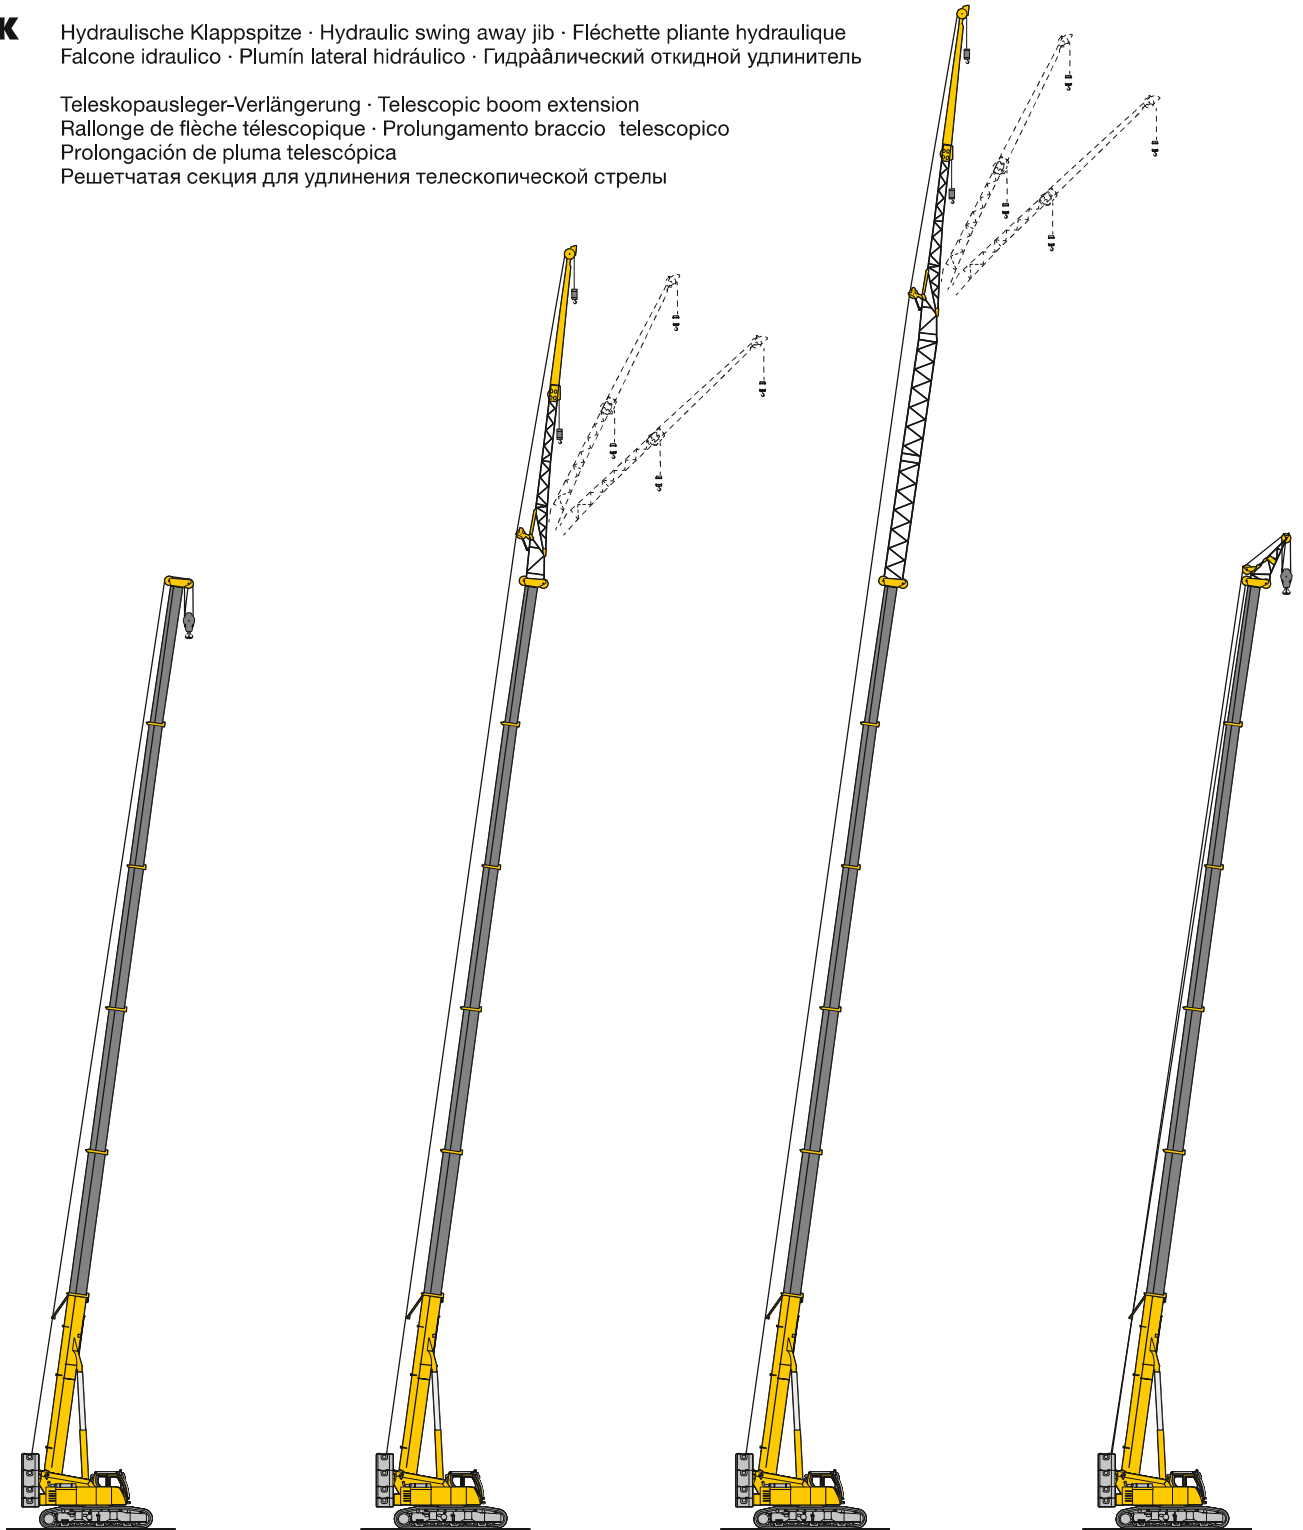 K Hydraulische Klappspitze · Hydraulic swing away jib · Fléchette pliante hydraulique
Falcone idraulico · Plumín lateral hidráulico · Гидрàâлический откидной удлинитель
Teleskopausleger-Verlängerung · Telescopic boom extension
Rallonge de flèche télescopique · Prolungamento braccio telescopico
Prolongación de pluma telescópica
Решетчатая секция для удлинения телескопической стрелы